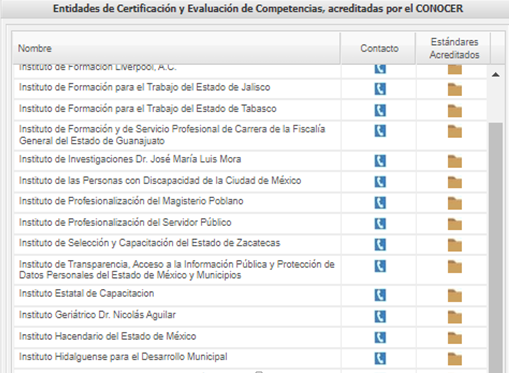 Entidades de Certificación y Evaluación de Competencias, acreditadas por el CONOCER
Nombre
Contacto
Estándares
Acreditados
Instituto de Formación Liverpool, A.C.
Instituto de Formación para el Trabajo del Estado de Jalisco
Instituto de Formación para el Trabajo del Estado de Tabasco
Instituto de Formación y de Servicio Profesional de Carrera de la Fiscalía
General del Estado de Guanajuato
Instituto de Investigaciones Dr. José María Luis Mora
Instituto de las Personas con Discapacidad de la Ciudad de México
Instituto de Profesionalización del Magisterio Poblano
Instituto de Profesionalización del Servidor Público
Instituto de Selección y Capacitación del Estado de Zacatecas
Instituto de Transparencia, Acceso a la Información Pública y Protección de
Datos Personales del Estado de México y Municipios
Instituto Estatal de Capacitacion
Instituto Geriátrico Dr. Nicolás Aguilar
Instituto Hacendario del Estado de México
Instituto Hidalguense para el Desarrollo Municipal